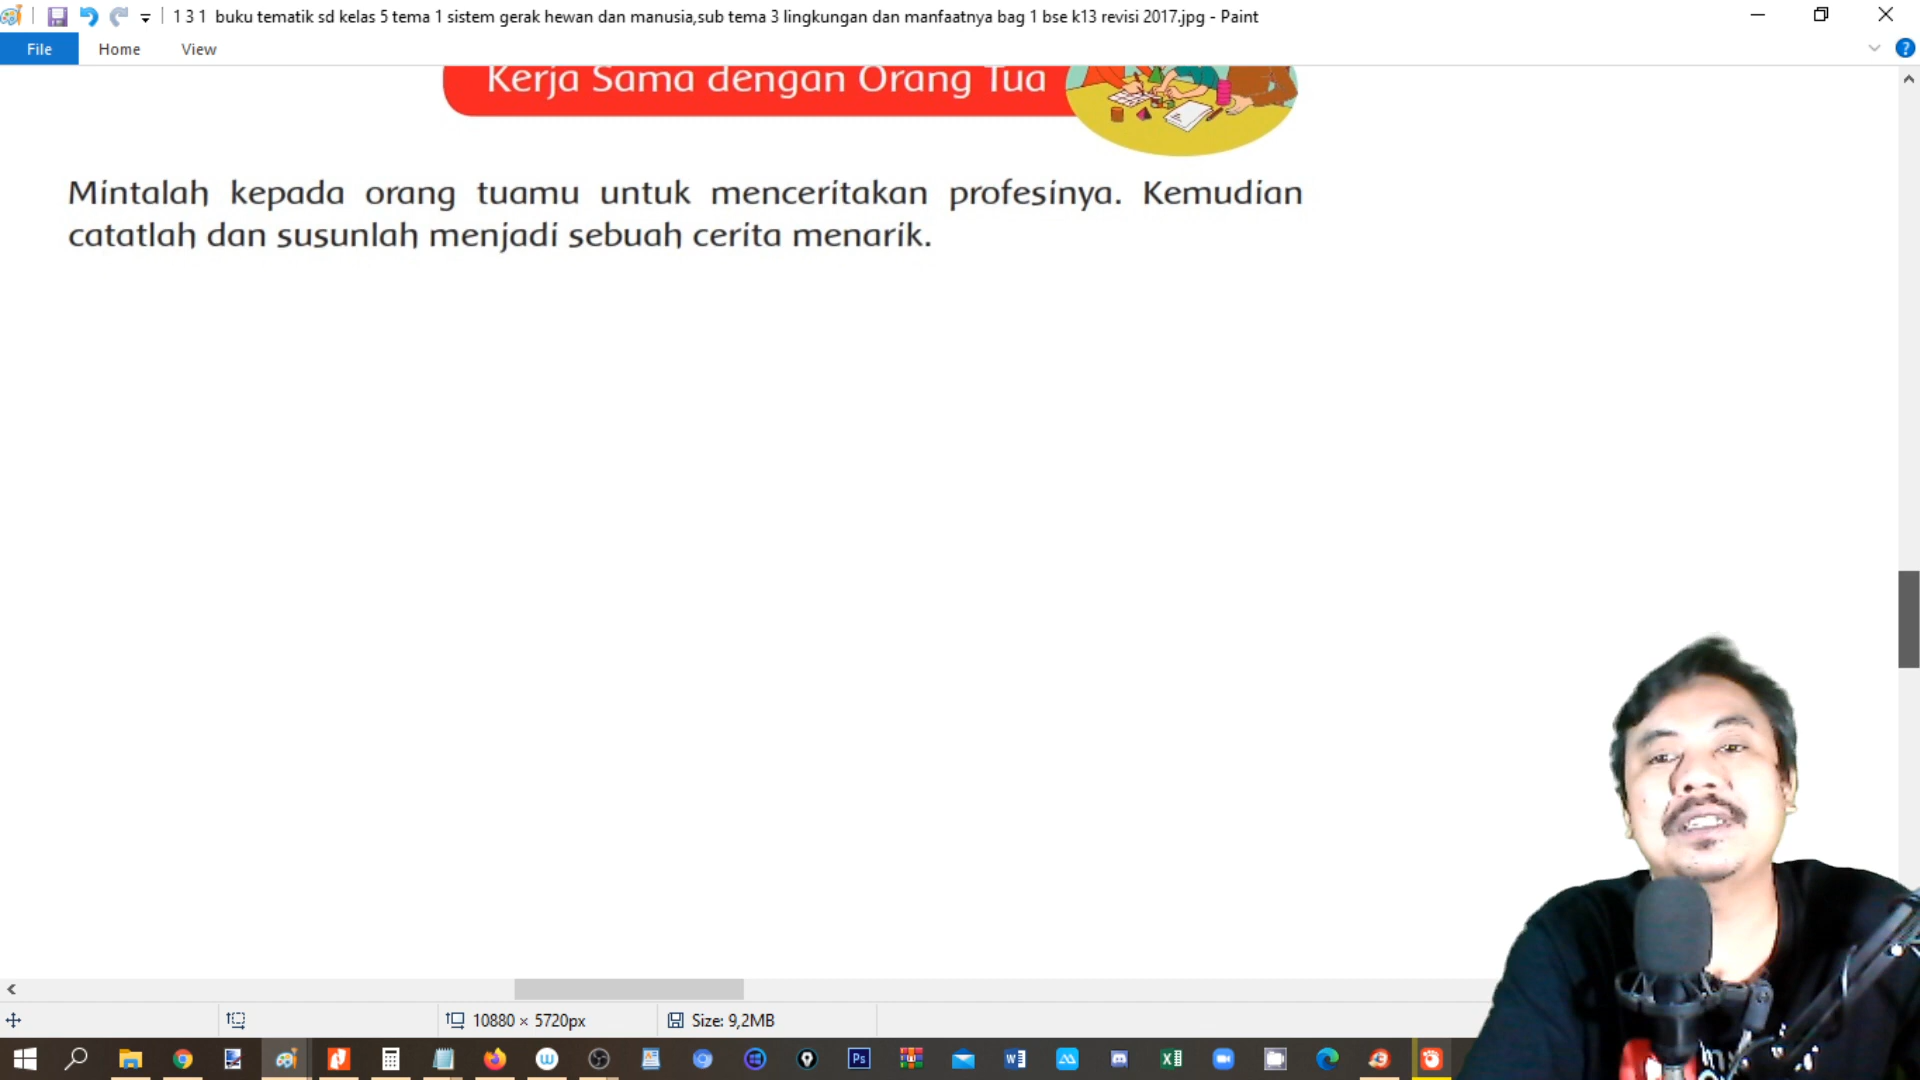 1 3 1 buku tematik sd kelas 5 tema 1 sistem gerak hewan dan manusia,sub tema 3 lingkungan dan manfaatnya bag 1 bse k13 revisi 2017.jpg - Paint
File Home View
Kerja Sama dengan Orang Tua
Mintalah kepada orang tuamu untuk menceritakan profesinya. Kemudian
catatlah dan susunlah menjadi sebuah cerita menarik.
10880 × 5720px Size: 9,2MB